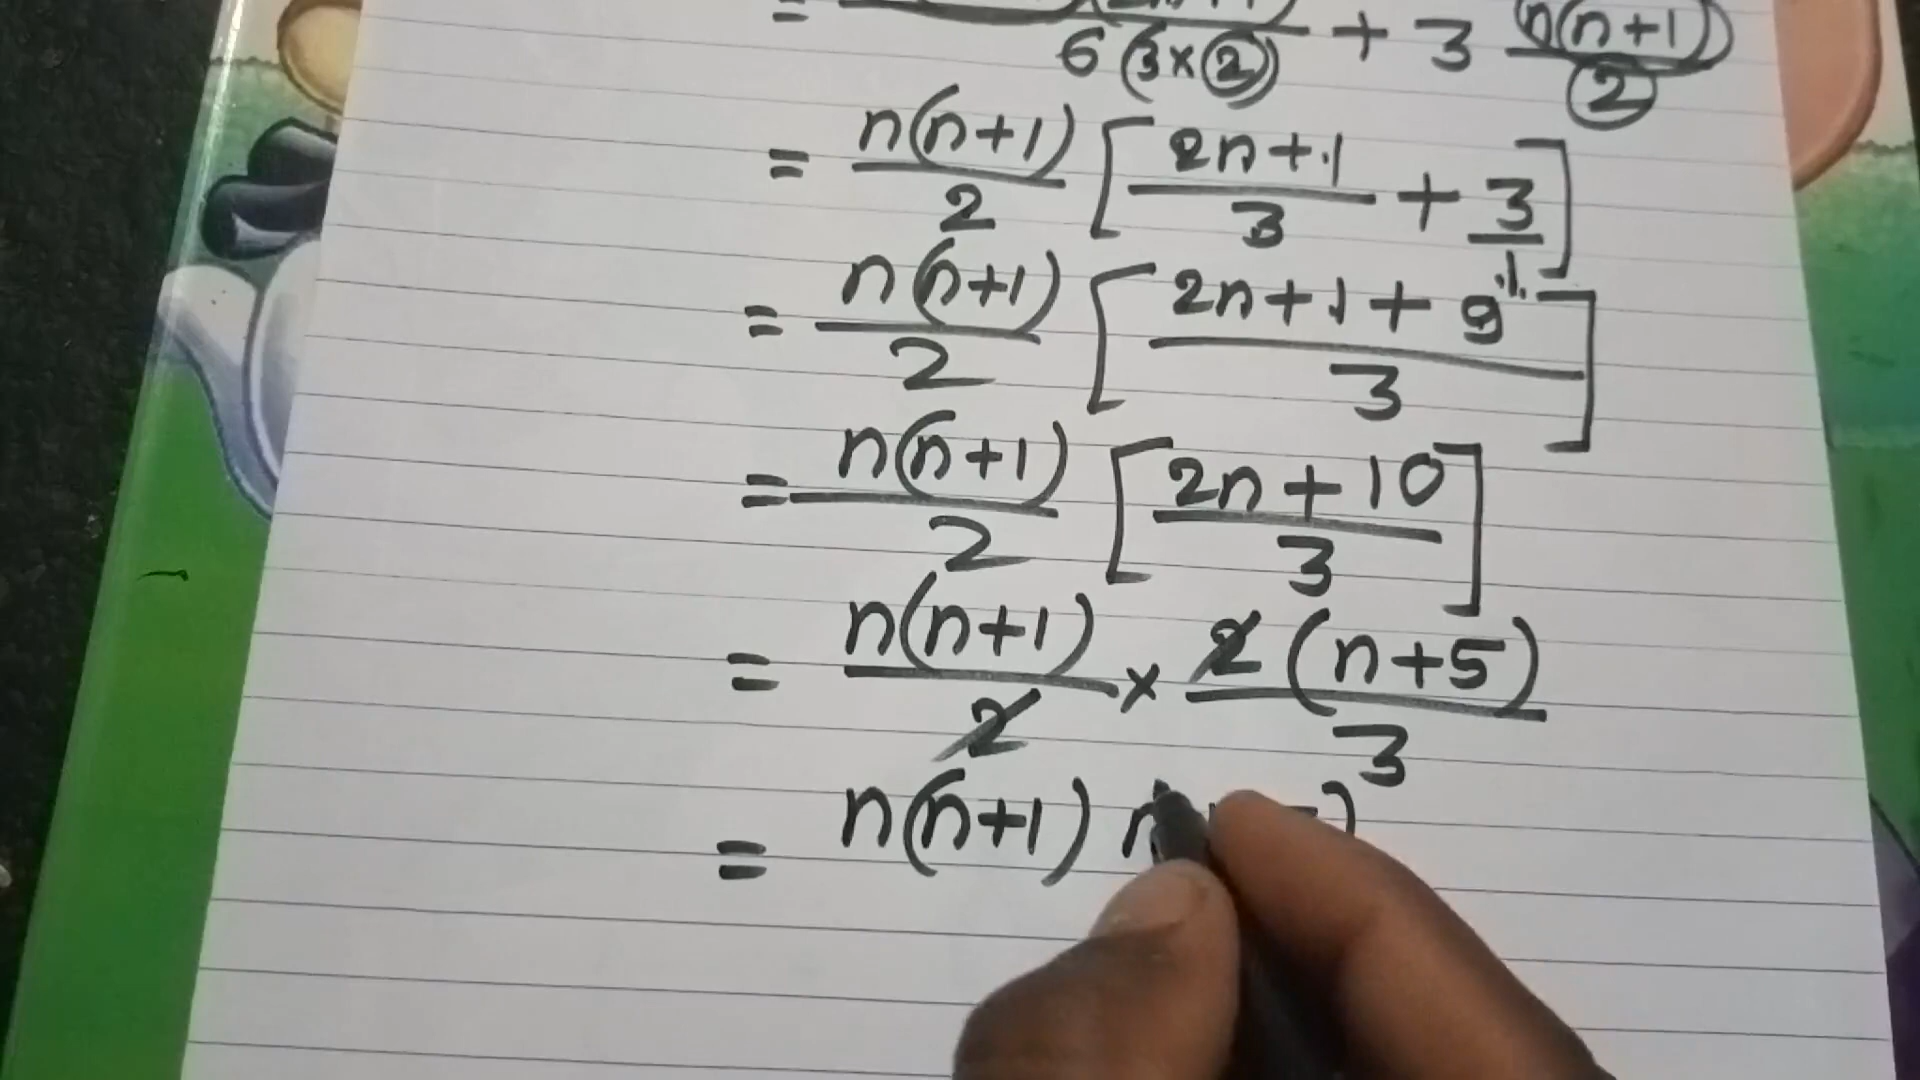 = 6 (3×2) + 3 n(n+1)/2
= n(n+1)/2 [2n+1/3 + 3/1]
= n(n+1)/2 [2n+1+9/3]
= n(n+1)/2 [2n+10/3]
= n(n+1)/2 × 2(n+5)/3
= n(n+1)